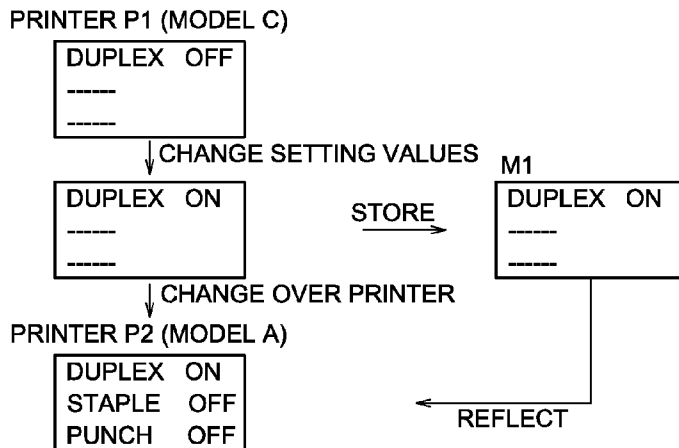 PRINTER P1 (MODEL C)
DUPLEX OFF
------
------
CHANGE SETTING VALUES
M1
DUPLEX ON
------
------
STORE
DUPLEX ON
------
------
CHANGE OVER PRINTER
PRINTER P2 (MODEL A)
DUPLEX ON
STAPLE OFF
PUNCH OFF
REFLECT